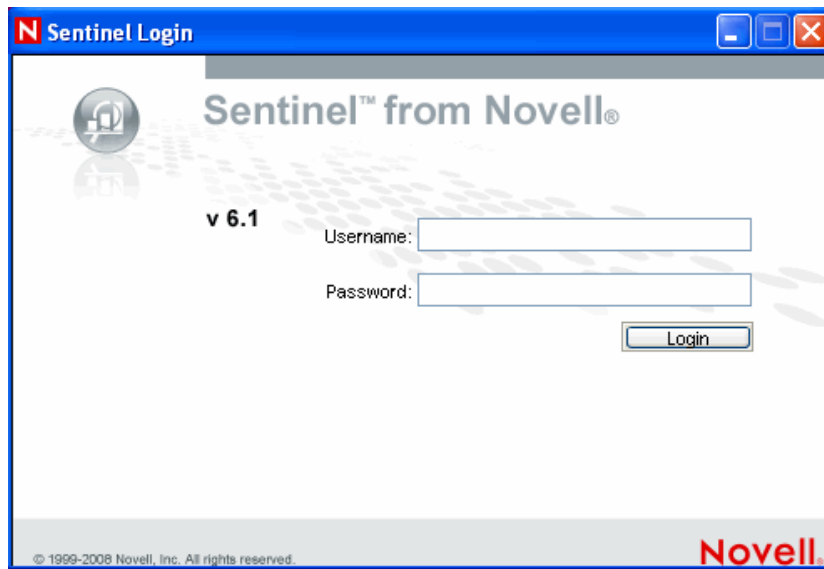 N Sentinel Login
Sentinel™ from Novell®
v 6.1
Username:
Password:
Login
© 1999-2008 Novell, Inc. All rights reserved.
Novell.